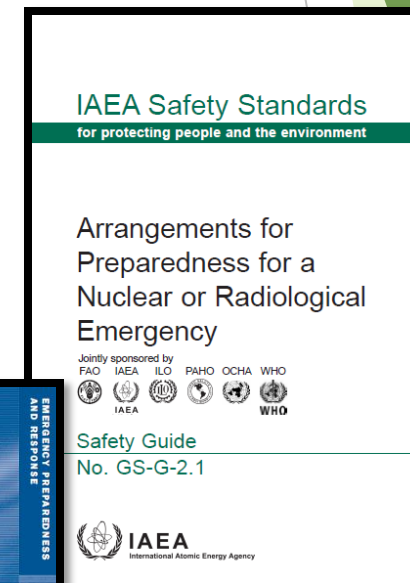 IAEA Safety Standards
for protecting people and the environment
Arrangements for
Preparedness for a
Nuclear or Radiological
Emergency
Jointly sponsored by
FAO IAEA ILO PAHO OCHA WHO
IAEA
WHO
Safety Guide
No. GS-G-2.1
IAEA
International Atomic Energy Agency
EMERGENCY PREPAREDNESS
AND RESPONSE